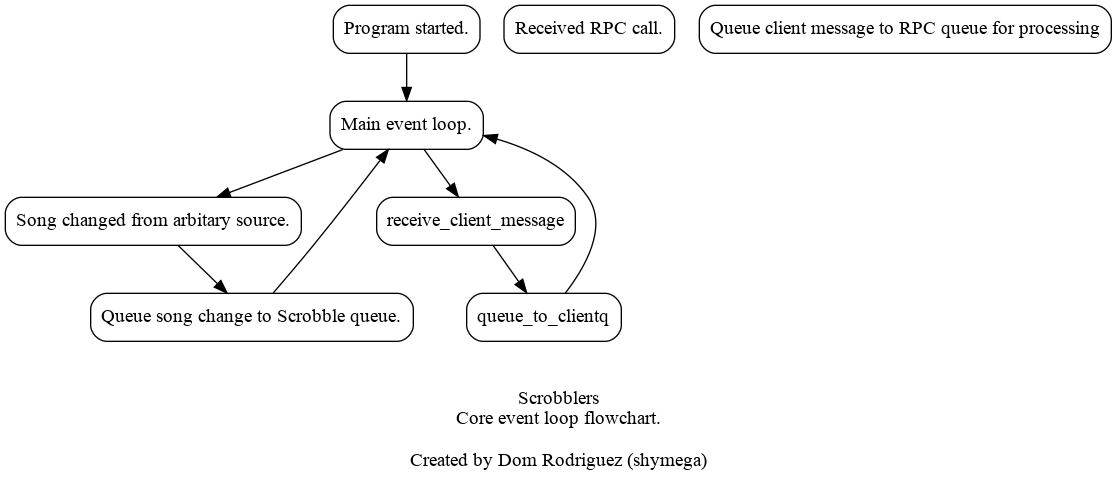 Program started.
Received RPC call.
Queue client message to RPC queue for processing
Main event loop.
Song changed from arbitary source.
receive_client_message
Queue song change to Scrobble queue.
queue_to_clientq
Scrobblers
Core event loop flowchart.
Created by Dom Rodriguez (shymega)